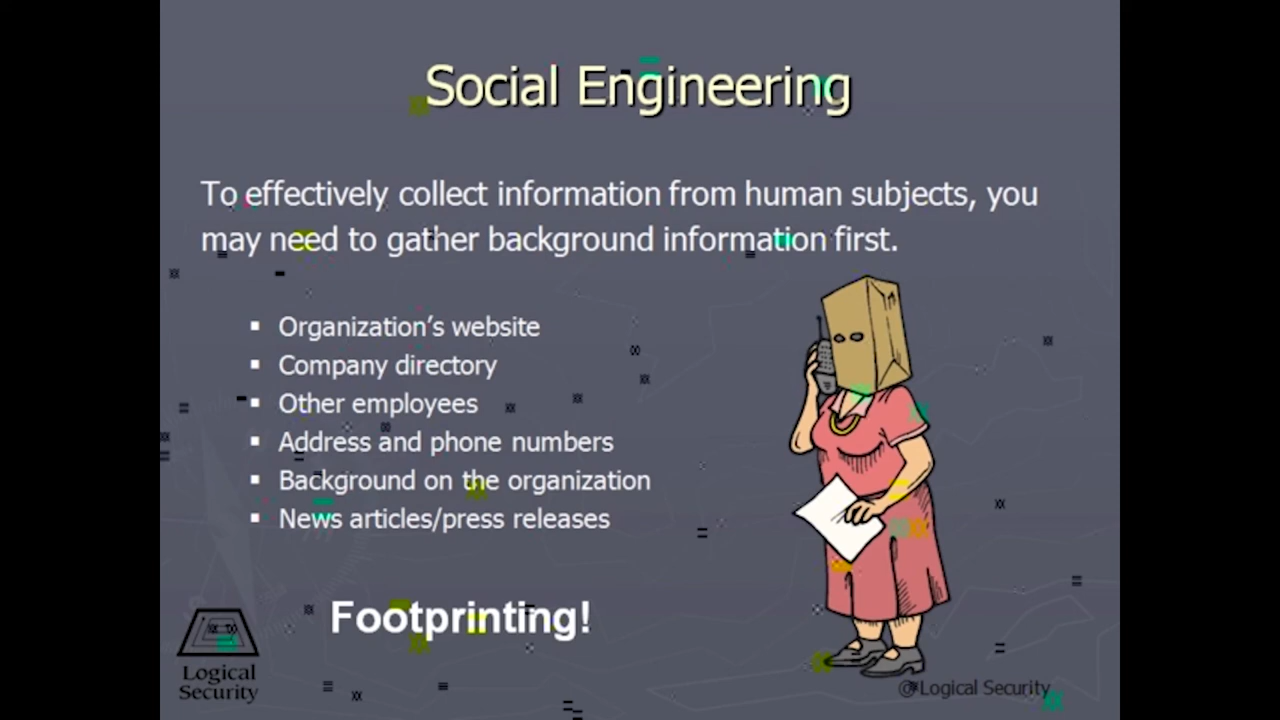 Social Engineering
To effectively collect information from human subjects, you
may need to gather background information first.
Organization's website
Company directory
Other employees
Address and phone numbers
Background on the organization
News articles/press releases
Footprinting!
Logical
Security
@Logical Security